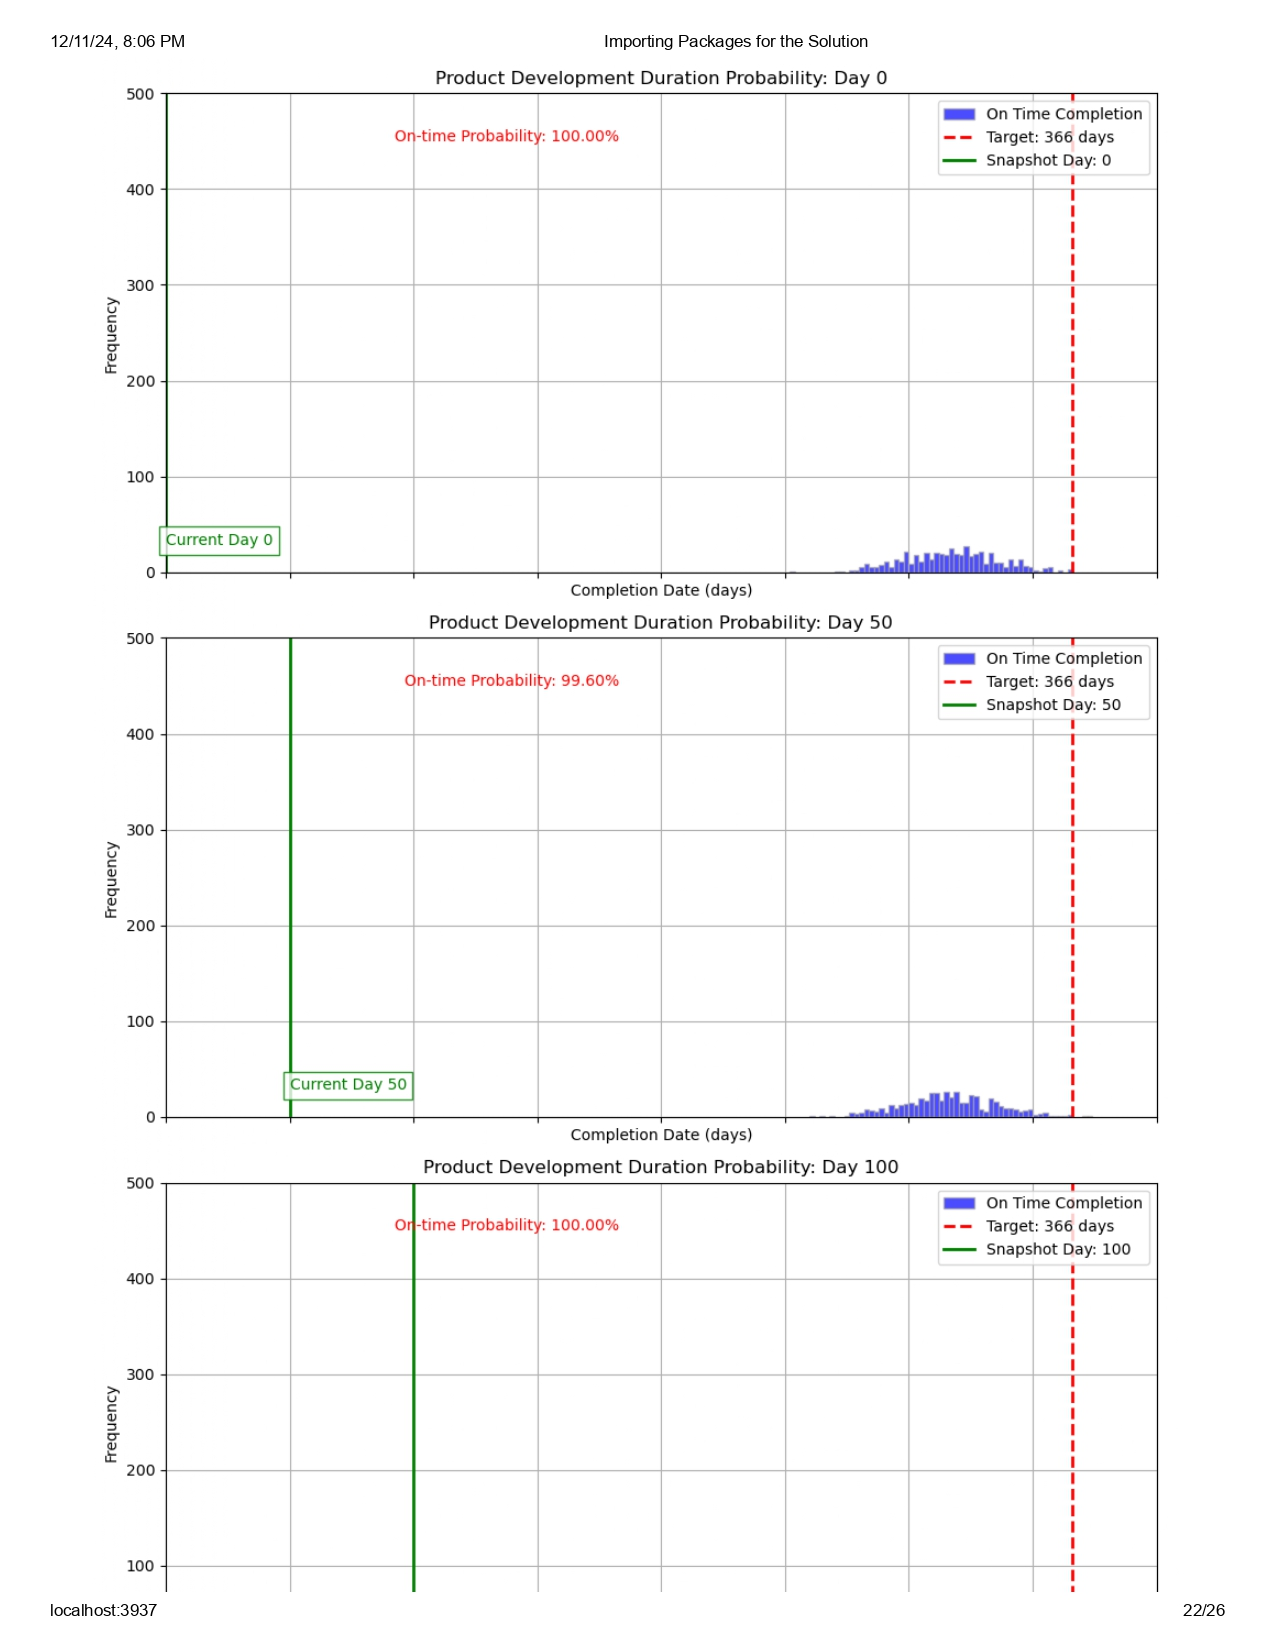 12/11/24, 8:06 PM Importing Packages for the Solution
Product Development Duration Probability: Day 0
500
On-time Probability: 100.00%
On Time Completion
Target: 366 days
Snapshot Day: 0
400
300
Frequency
200
100
Current Day 0
0
Completion Date (days)
Product Development Duration Probability: Day 50
500
On-time Probability: 99.60%
On Time Completion
Target: 366 days
Snapshot Day: 50
400
300
Frequency
200
100
Current Day 50
0
Completion Date (days)
Product Development Duration Probability: Day 100
500
On-time Probability: 100.00%
On Time Completion
Target: 366 days
Snapshot Day: 100
400
300
Frequency
200
100
localhost:3937 22/26